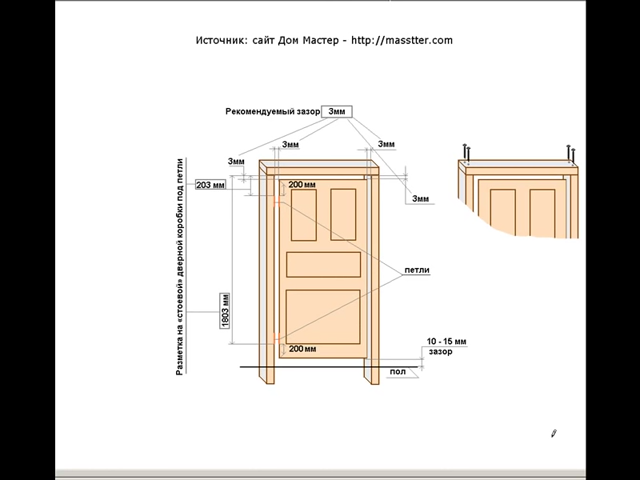 Источник: сайт Дом Мастер - http://masstter.com
Рекомендуемый зазор 3мм
3мм
3мм
3мм
203 мм
200 мм
3мм
Разметка на «стоевой» дверной коробки под петли
петли
1803 мм
200 мм
10 - 15 мм
зазор
пол